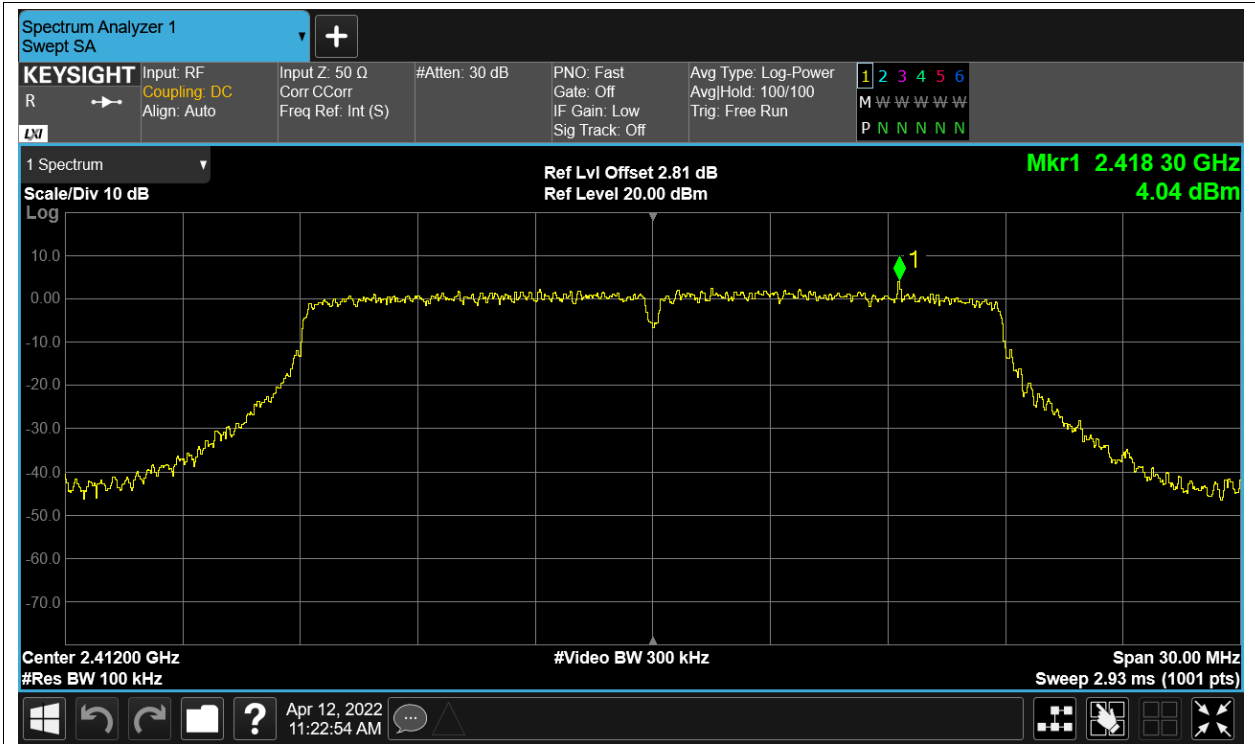 Spectrum Analyzer 1
Swept SA
KEYSIGHT
R
LXI
Input: RF
Coupling: DC
Align: Auto
Input Z: 50 Ω
Corr CCorr
Freq Ref: Int (S)
#Atten: 30 dB
PNO: Fast
Gate: Off
IF Gain: Low
Sig Track: Off
Avg Type: Log-Power
Avg|Hold: 100/100
Trig: Free Run
1 2 3 4 5 6
M W W W W W
P N N N N N
1 Spectrum
Scale/Div 10 dB
Ref Lvl Offset 2.81 dB
Ref Level 20.00 dBm
Mkr1 2.418 30 GHz
4.04 dBm
Log
1
10.0
0.00
-10.0
-20.0
-30.0
-40.0
-50.0
-60.0
-70.0
Center 2.41200 GHz
#Video BW 300 kHz
Span 30.00 MHz
#Res BW 100 kHz
Sweep 2.93 ms (1001 pts)
?
Apr 12, 2022
11:22:54 AM